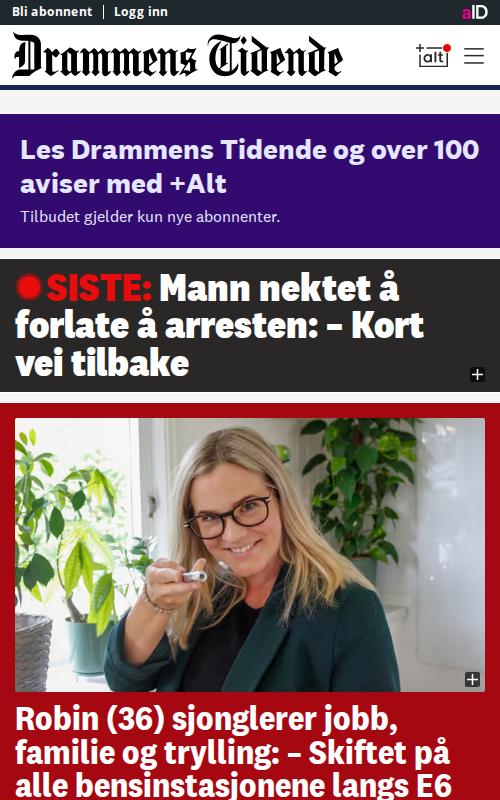 Bli abonnent | Logg inn
aID
Drammens Tidende
+alt
Les Drammens Tidende og over 100
aviser med +Alt
Tilbudet gjelder kun nye abonnenter.
SISTE: Mann nektet å
forlate å arresten: – Kort
vei tilbake
Robin (36) sjonglerer jobb,
familie og trylling: – Skiftet på
alle bensinstasjonene langs E6